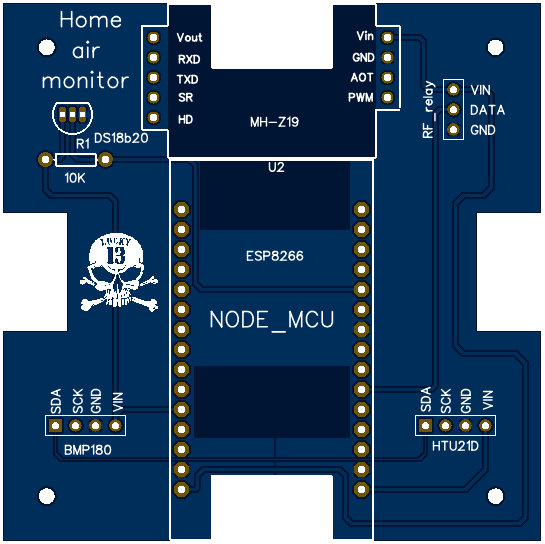 Home
air
monitor
Vout
RXD
TXD
SR
HD
Vin
GND
AOT
PWM
MH-Z19
RF_relay
VIN
DATA
GND
R1
DS18b20
10K
U2
ESP8266
LUCKY
13
NODE_MCU
SDA
SCK
GND
VIN
BMP180
SDA
SCK
GND
VIN
HTU21D